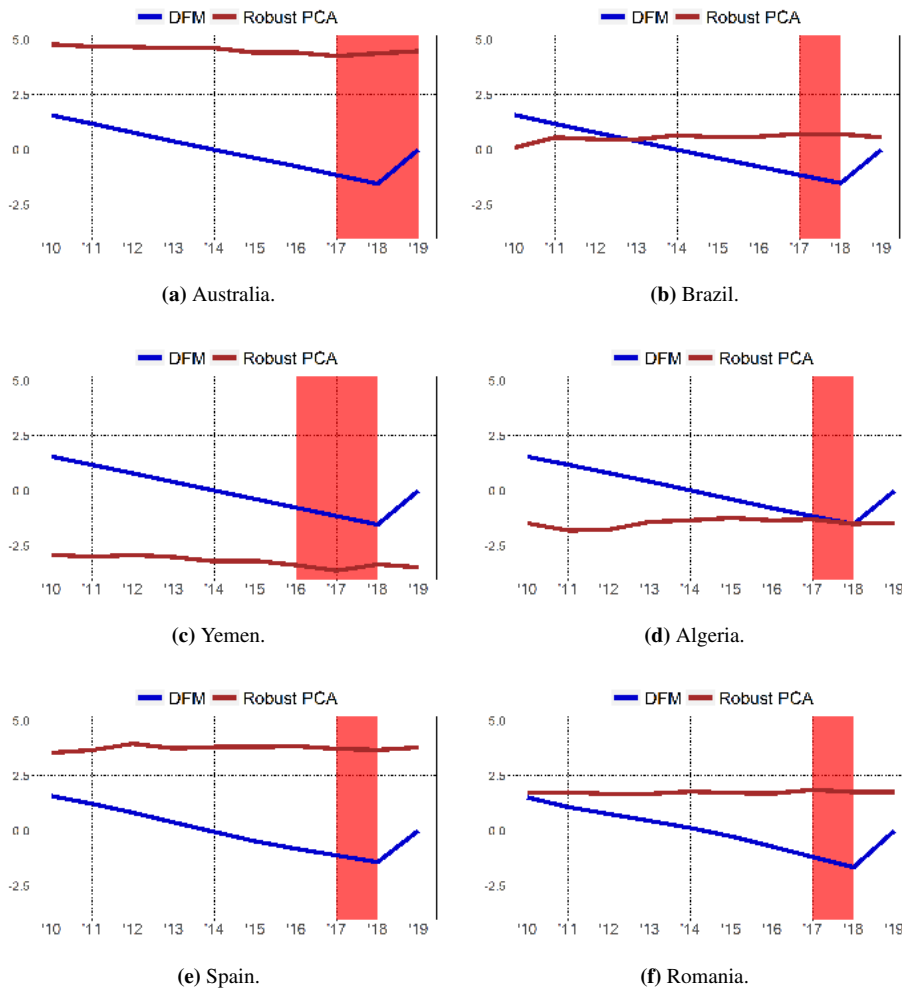 DFM Robust PCA DFM Robust PCA
5.0 5.0
2.5 2.5
0.0 0.0
-2.5 -2.5
'10 '11 '12 '13 '14 '15 '16 '17 '18 '19 '10 '11 '12 '13 '14 '15 '16 '17 '18 '19
(a) Australia. (b) Brazil.
DFM Robust PCA DFM Robust PCA
5.0 5.0
2.5 2.5
0.0 0.0
-2.5 -2.5
'10 '11 '12 '13 '14 '15 '16 '17 '18 '19 '10 '11 '12 '13 '14 '15 '16 '17 '18 '19
(c) Yemen. (d) Algeria.
DFM Robust PCA DFM Robust PCA
5.0 5.0
2.5 2.5
0.0 0.0
-2.5 -2.5
'10 '11 '12 '13 '14 '15 '16 '17 '18 '19 '10 '11 '12 '13 '14 '15 '16 '17 '18 '19
(e) Spain. (f) Romania.